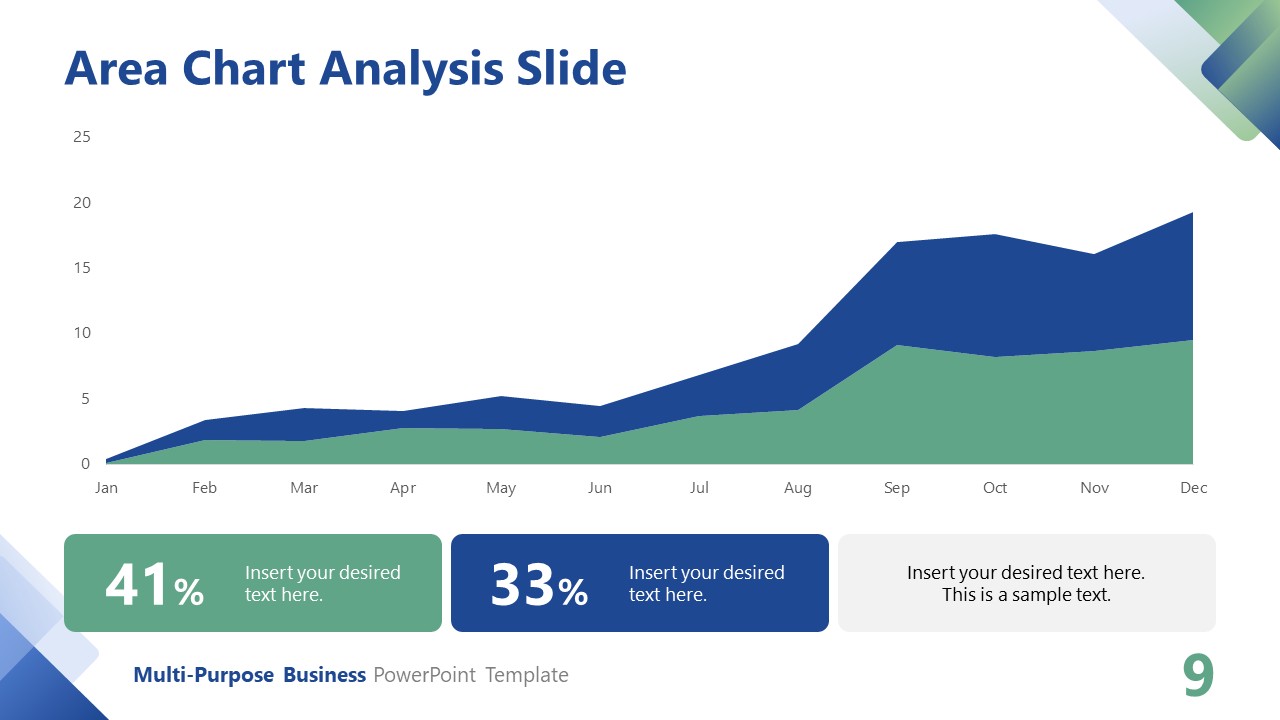 Area Chart Analysis Slide
25
20
15
10
5
0
Jan Feb Mar Apr May Jun Jul Aug Sep Oct Nov Dec
41%
Insert your desired
text here.
33%
Insert your desired
text here.
Insert your desired text here.
This is a sample text.
Multi-Purpose Business PowerPoint Template
9